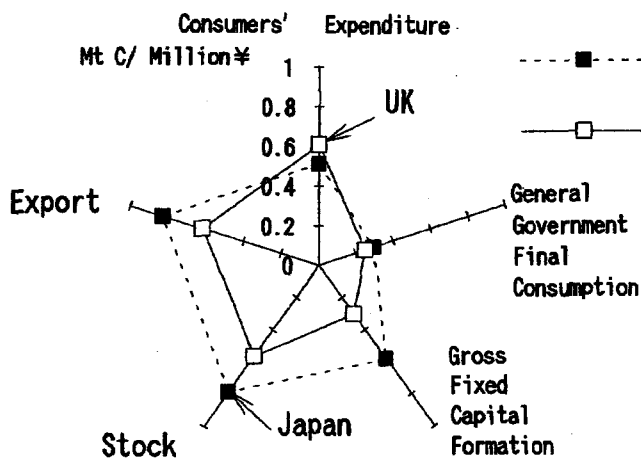 Consumers' Expenditure
Mt C/ Million¥
1
0.8
UK
0.6
0.4
Export
General
0.2
Government
0
Final
Consumption
Gross
Fixed
Japan
Capital
Stock
Formation